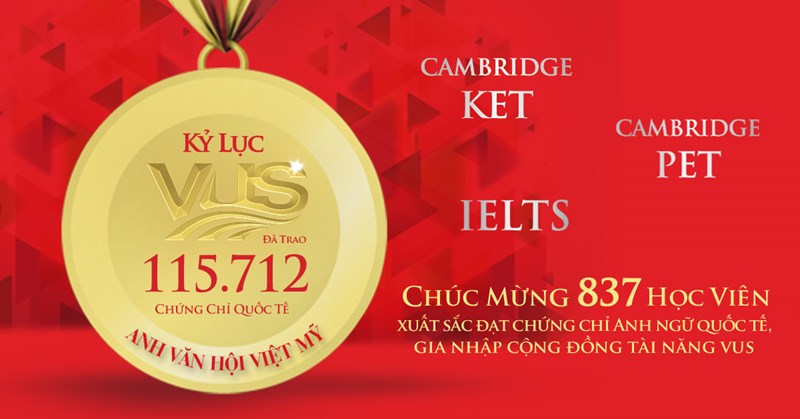 KỶ LỤC
VUS
ĐÃ TRAO
115.712
CHỨNG CHỈ QUỐC TẾ
ANH VĂN HỘI VIỆT MỸ
CAMBRIDGE
KET
CAMBRIDGE
PET
IELTS
CHÚC MỪNG 837 HỌC VIÊN
XUẤT SẮC ĐẠT CHỨNG CHỈ ANH NGỮ QUỐC TẾ,
GIA NHẬP CỘNG ĐỒNG TÀI NĂNG VUS